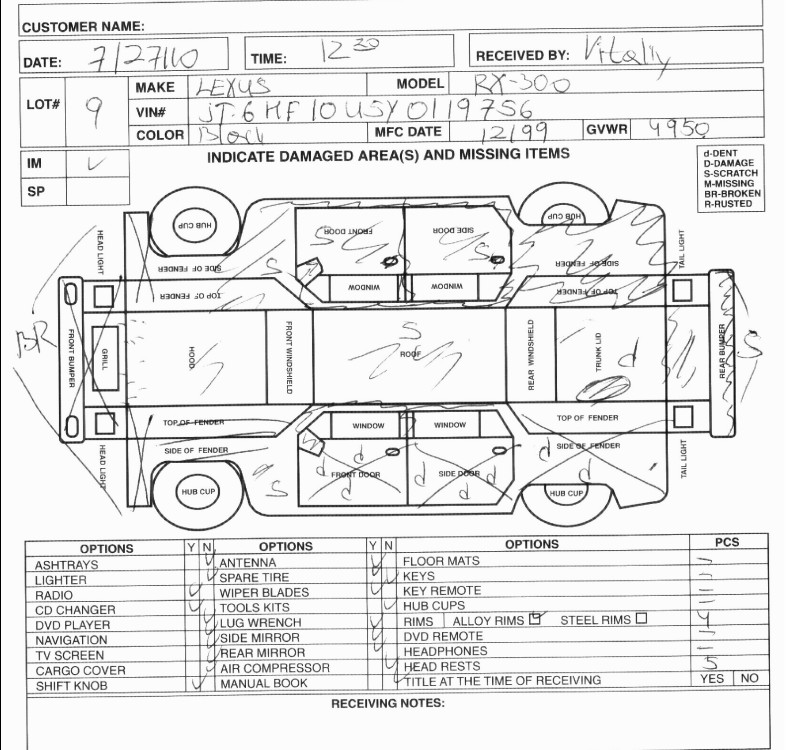 CUSTOMER NAME:
DATE: 7/27/10 TIME: 12 30 RECEIVED BY: Vitaliy
LOT# 9
MAKE LEXUS MODEL RX-300
VIN# JT6HF10U5Y0119756
COLOR Black MFC DATE 12/99 GVWR 4950
IM ✓
SP
INDICATE DAMAGED AREA(S) AND MISSING ITEMS
d-DENT
D-DAMAGE
S-SCRATCH
M-MISSING
BR-BROKEN
R-RUSTED
HUB CUP HUB CUP
HEAD LIGHT SIDE OF FENDER FRONT DOOR SIDE DOOR SIDE OF FENDER TAIL LIGHT
S S S
TOP OF FENDER WINDOW WINDOW TOP OF FENDER
BR FRONT BUMPER GRILL HOOD FRONT WINDSHIELD S ROOF REAR WINDSHIELD TRUNK LID d REAR BUMPER S
TOP OF FENDER WINDOW WINDOW TOP OF FENDER
HEAD LIGHT SIDE OF FENDER FRONT DOOR SIDE DOOR SIDE OF FENDER TAIL LIGHT
S d d d d d d d
HUB CUP HUB CUP
OPTIONS Y N OPTIONS Y N OPTIONS PCS
ASHTRAYS ANTENNA FLOOR MATS
LIGHTER SPARE TIRE KEYS
RADIO WIPER BLADES KEY REMOTE
CD CHANGER TOOLS KITS HUB CUPS
DVD PLAYER LUG WRENCH RIMS ALLOY RIMS STEEL RIMS 4
NAVIGATION SIDE MIRROR DVD REMOTE
TV SCREEN REAR MIRROR HEADPHONES
CARGO COVER AIR COMPRESSOR HEAD RESTS 5
SHIFT KNOB MANUAL BOOK TITLE AT THE TIME OF RECEIVING YES NO
RECEIVING NOTES: